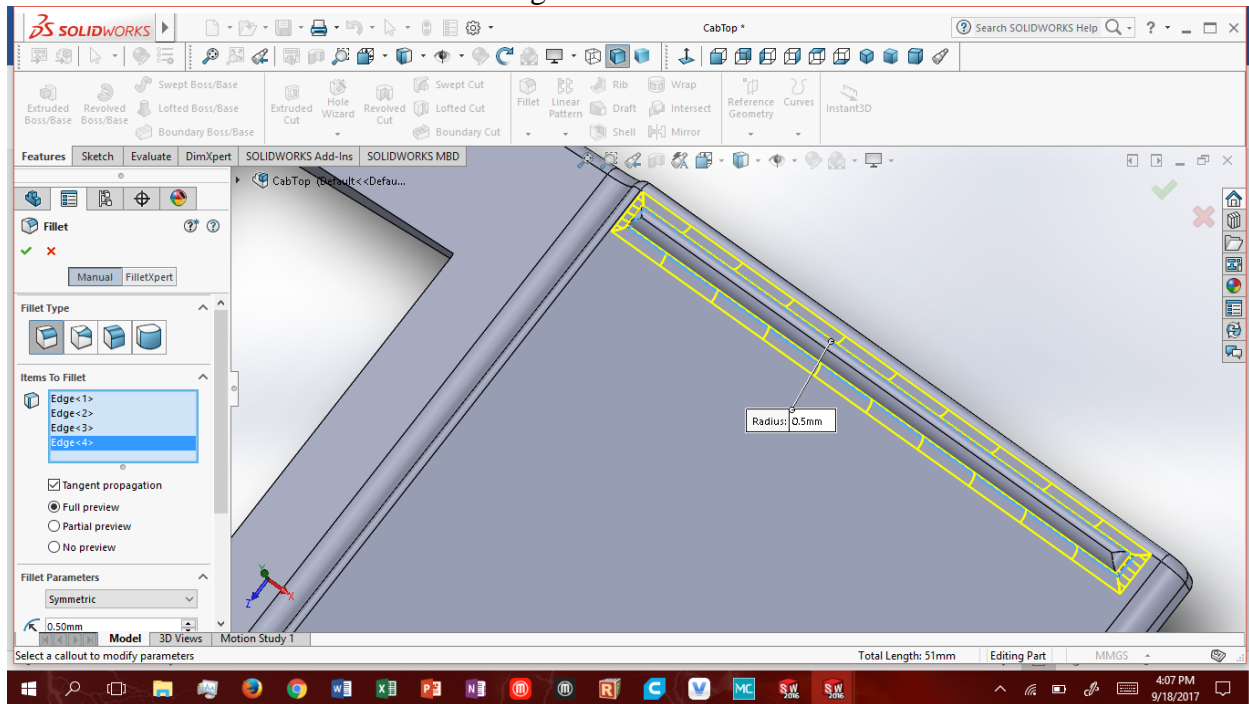 SOLIDWORKS
CabTop *
Search SOLIDWORKS Help
?
Extruded Boss/Base
Revolved Boss/Base
Swept Boss/Base
Lofted Boss/Base
Boundary Boss/Base
Extruded Cut
Hole Wizard
Revolved Cut
Swept Cut
Lofted Cut
Boundary Cut
Fillet
Linear Pattern
Rib
Draft
Shell
Wrap
Intersect
Mirror
Reference Geometry
Curves
Instant3D
Features Sketch Evaluate DimXpert SOLIDWORKS Add-Ins SOLIDWORKS MBD
CabTop (Default<<Defau...
Fillet
Manual FilletXpert
Fillet Type
Items To Fillet
Edge<1>
Edge<2>
Edge<3>
Edge<4>
Tangent propagation
Full preview
Partial preview
No preview
Fillet Parameters
Symmetric
0.50mm
Radius: 0.5mm
Z X
Model 3D Views Motion Study 1
Select a callout to modify parameters
Total Length: 51mm Editing Part MMGS
4:07 PM
9/18/2017